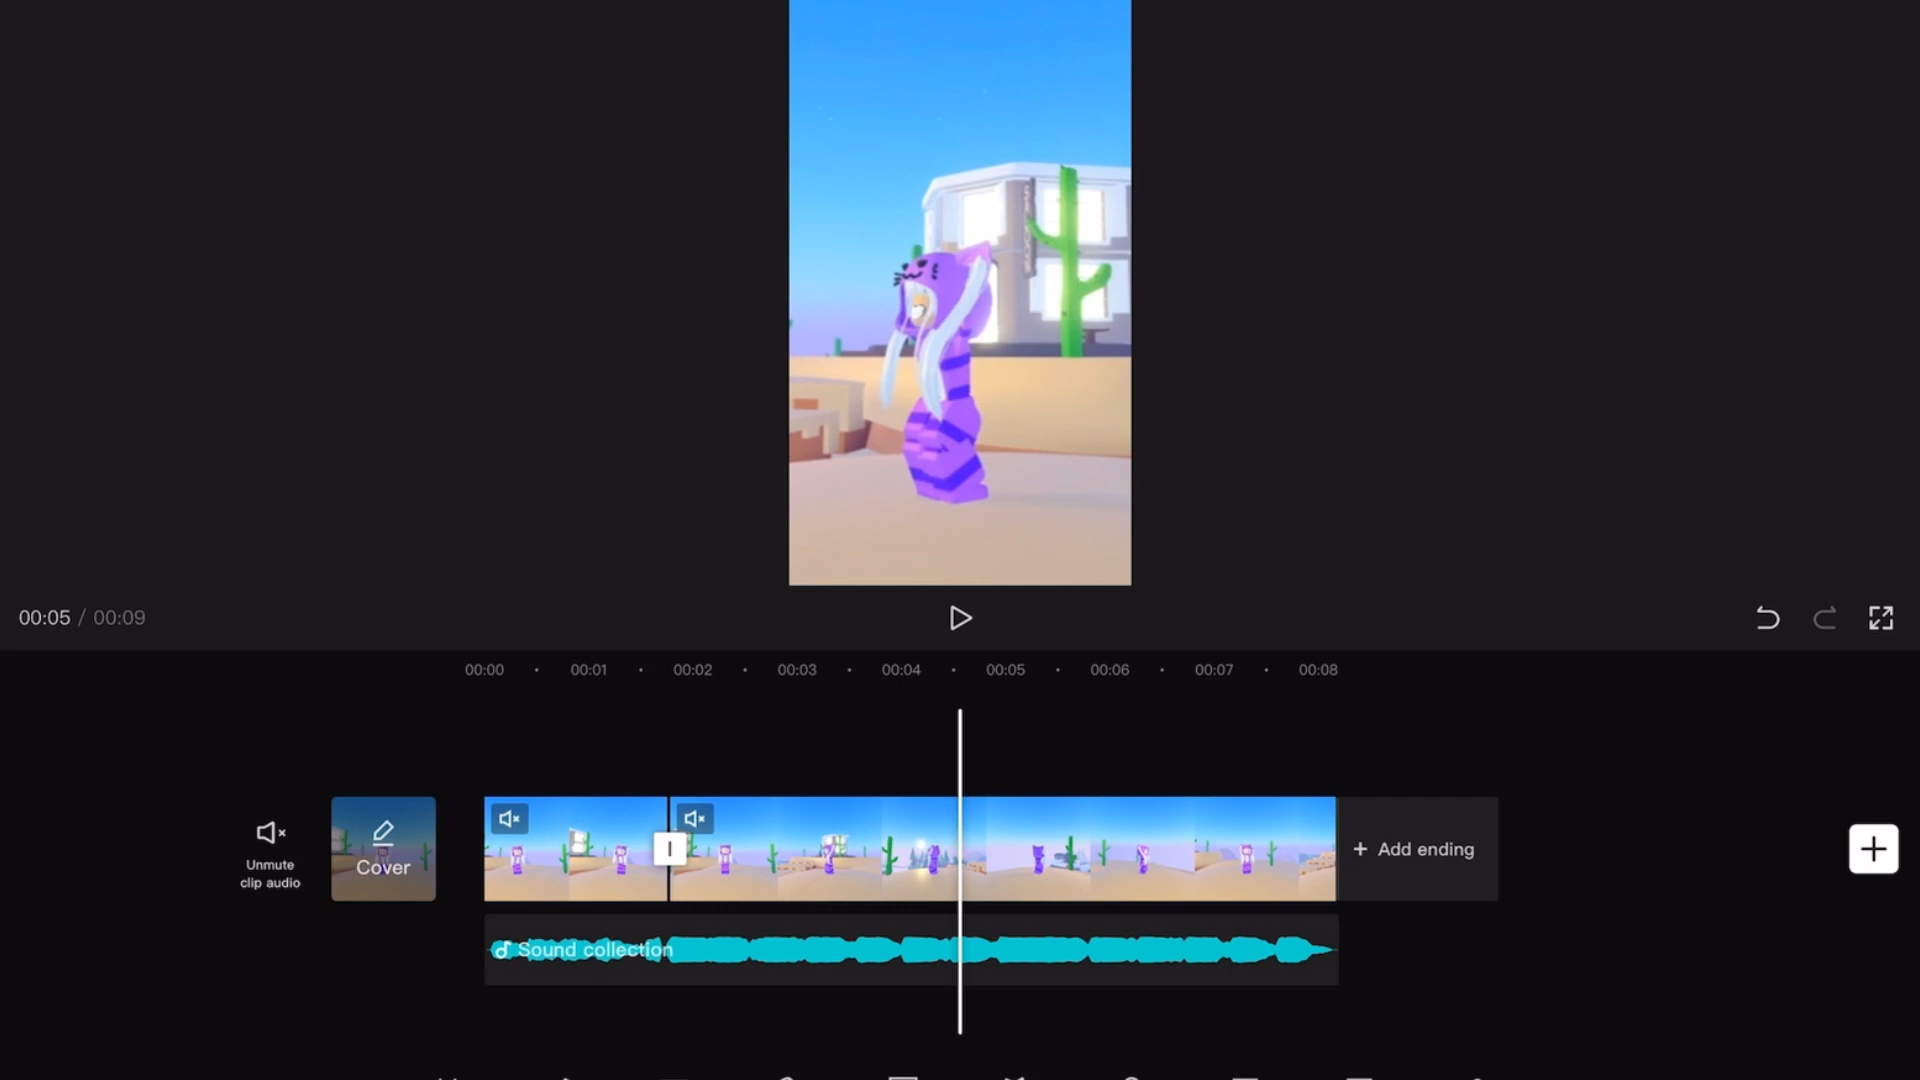 00:05 / 00:09
00:00 00:01 00:02 00:03 00:04 00:05 00:06 00:07 00:08
Unmute
clip audio
Cover
+ Add ending
Sound collection